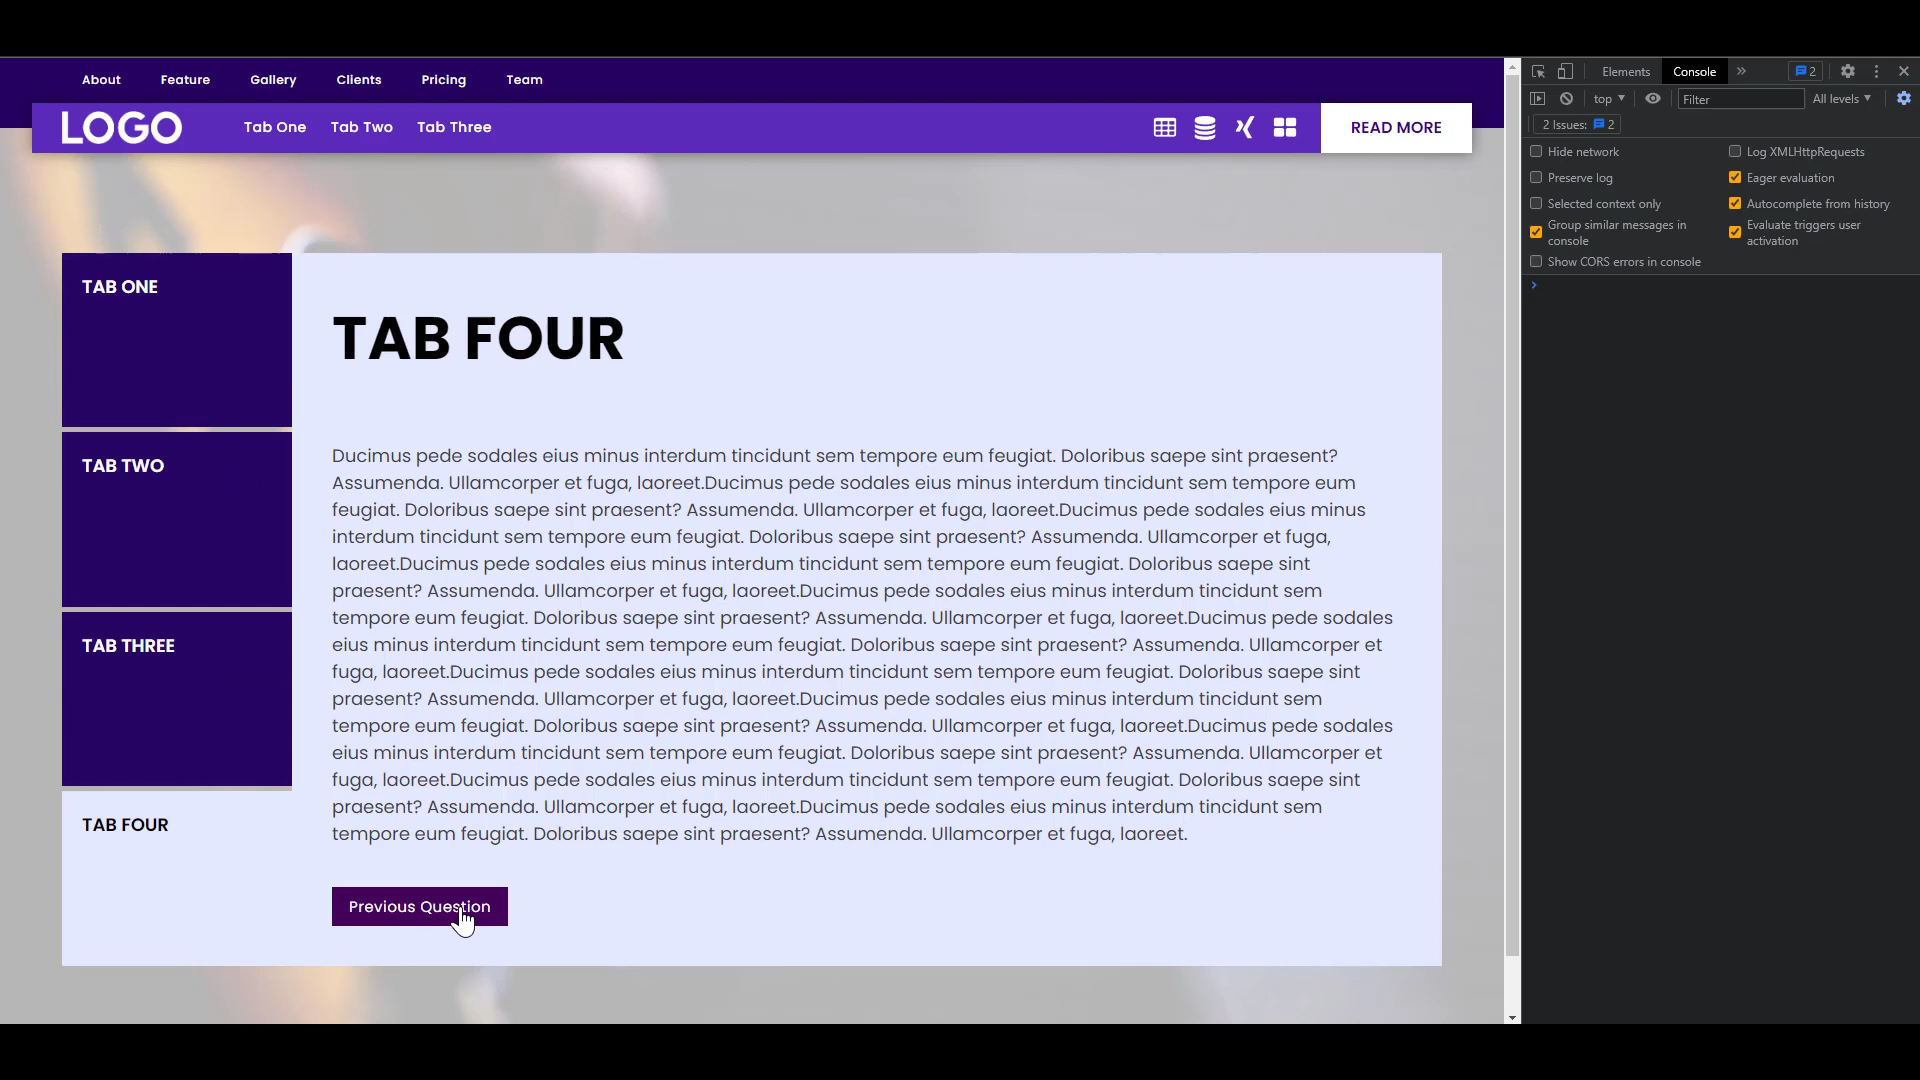 About Feature Gallery Clients Pricing Team
LOGO Tab One Tab Two Tab Three READ MORE
TAB ONE
TAB TWO
TAB THREE
TAB FOUR
TAB FOUR
Ducimus pede sodales eius minus interdum tincidunt sem tempore eum feugiat. Doloribus saepe sint praesent?
Assumenda. Ullamcorper et fuga, laoreet.Ducimus pede sodales eius minus interdum tincidunt sem tempore eum
feugiat. Doloribus saepe sint praesent? Assumenda. Ullamcorper et fuga, laoreet.Ducimus pede sodales eius minus
interdum tincidunt sem tempore eum feugiat. Doloribus saepe sint praesent? Assumenda. Ullamcorper et fuga,
laoreet.Ducimus pede sodales eius minus interdum tincidunt sem tempore eum feugiat. Doloribus saepe sint
praesent? Assumenda. Ullamcorper et fuga, laoreet.Ducimus pede sodales eius minus interdum tincidunt sem
tempore eum feugiat. Doloribus saepe sint praesent? Assumenda. Ullamcorper et fuga, laoreet.Ducimus pede sodales
eius minus interdum tincidunt sem tempore eum feugiat. Doloribus saepe sint praesent? Assumenda. Ullamcorper et
fuga, laoreet.Ducimus pede sodales eius minus interdum tincidunt sem tempore eum feugiat. Doloribus saepe sint
praesent? Assumenda. Ullamcorper et fuga, laoreet.Ducimus pede sodales eius minus interdum tincidunt sem
tempore eum feugiat. Doloribus saepe sint praesent? Assumenda. Ullamcorper et fuga, laoreet.Ducimus pede sodales
eius minus interdum tincidunt sem tempore eum feugiat. Doloribus saepe sint praesent? Assumenda. Ullamcorper et
fuga, laoreet.Ducimus pede sodales eius minus interdum tincidunt sem tempore eum feugiat. Doloribus saepe sint
praesent? Assumenda. Ullamcorper et fuga, laoreet.Ducimus pede sodales eius minus interdum tincidunt sem
tempore eum feugiat. Doloribus saepe sint praesent? Assumenda. Ullamcorper et fuga, laoreet.
Previous Question
Elements Console 2
top Filter All levels
2 Issues: 2
Hide network Log XMLHttpRequests
Preserve log Eager evaluation
Selected context only Autocomplete from history
Group similar messages in console
Evaluate triggers user activation
Show CORS errors in console